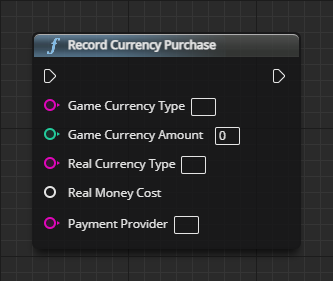 f Record Currency Purchase
Game Currency Type
Game Currency Amount 0
Real Currency Type
Real Money Cost
Payment Provider